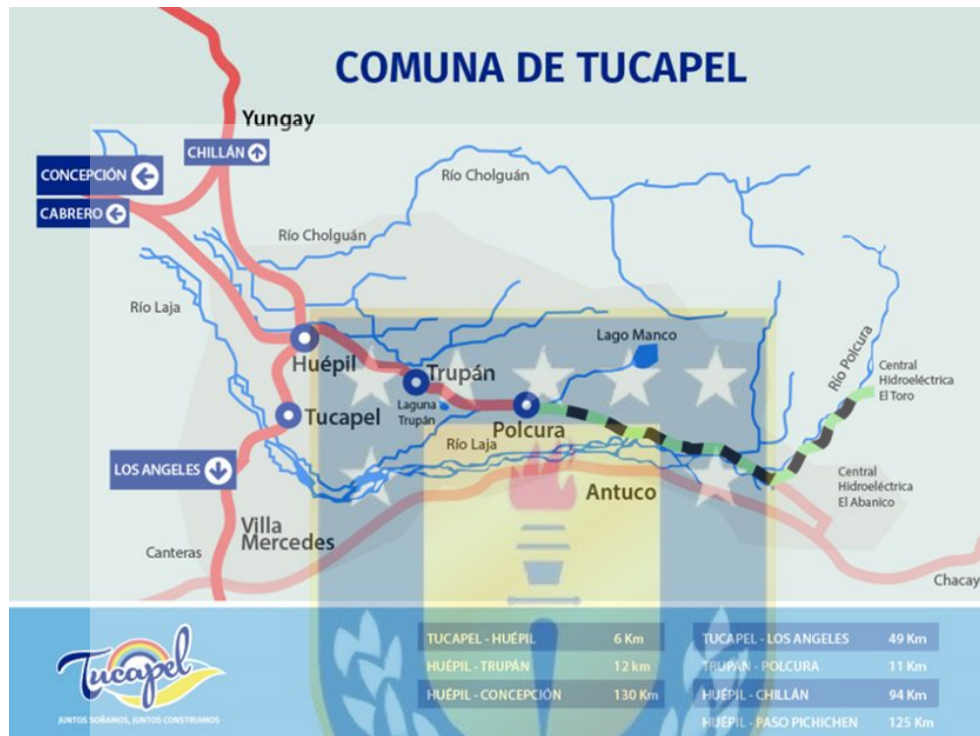 COMUNA DE TUCAPEL
Yungay
CHILLÁN
CONCEPCIÓN
CABRERO
Río Cholguán
Río Cholguán
Río Laja
Río Polcura
Lago Manco
Huépil
Trupán
Laguna
Trupán
Central
Hidroeléctrica
El Toro
Tucapel
Polcura
Río Laja
LOS ANGELES
Central
Hidroeléctrica
El Abanico
Antuco
Villa
Mercedes
Canteras
Chacay
Tucapel
JUNTOS SOÑAMOS, JUNTOS CONSTRUIMOS
TUCAPEL - HUÉPIL 6 Km
HUÉPIL - TRUPÁN 12 km
HUÉPIL - CONCEPCIÓN 130 Km
TUCAPEL - LOS ANGELES 49 Km
TRUPÁN - POLCURA 11 Km
HUÉPIL - CHILLÁN 94 Km
HUÉPIL - PASO PICHICHEN 125 Km